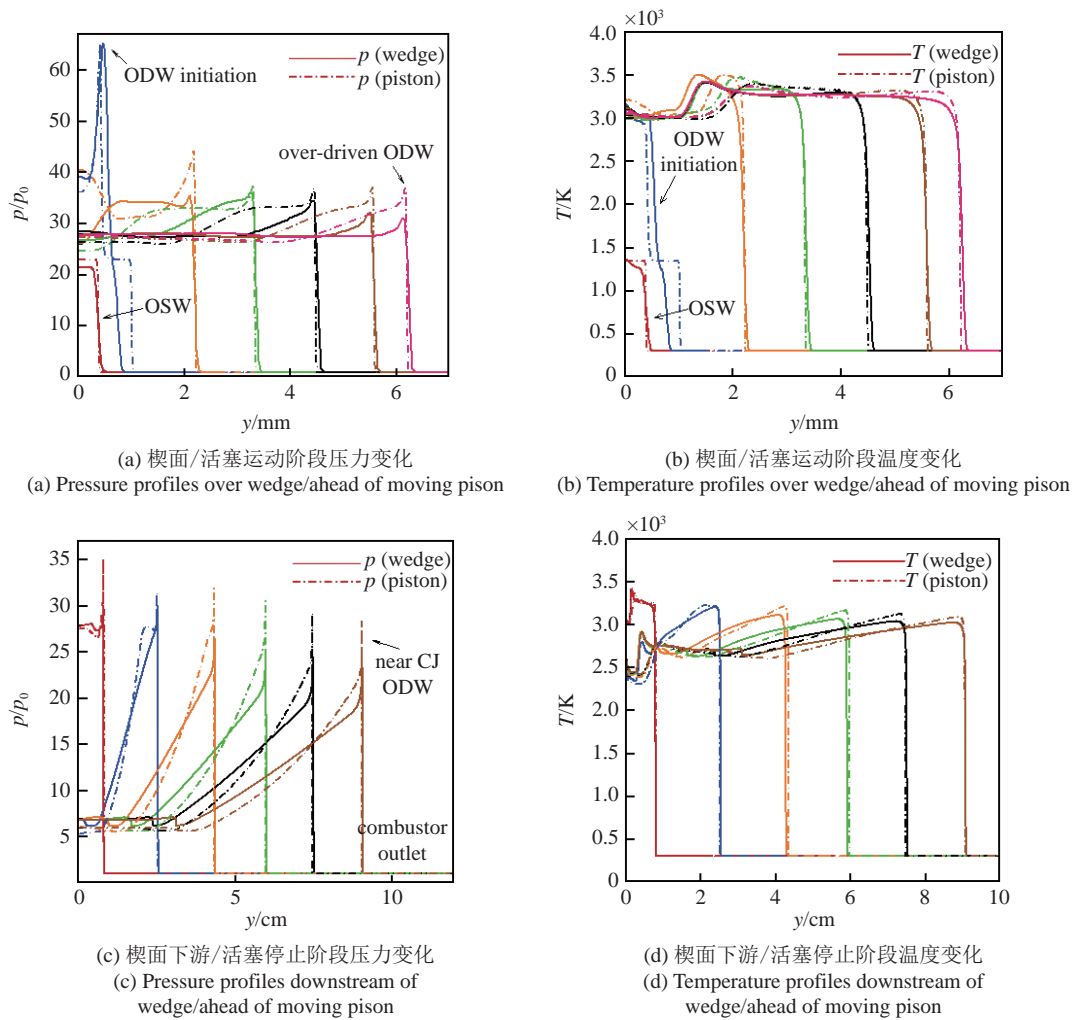 60
50
40
30
20
10
0
p/p₀
ODW initiation
p (wedge)
p (piston)
over-driven ODW
OSW
0
2
4
6
y/mm
(a) 楔面/活塞运动阶段压力变化
(a) Pressure profiles over wedge/ahead of moving pison
×10³
4.0
3.5
3.0
2.5
2.0
1.5
1.0
0.5
0
T/K
T (wedge)
T (piston)
ODW
initiation
OSW
0
2
4
6
y/mm
(b) 楔面/活塞运动阶段温度变化
(b) Temperature profiles over wedge/ahead of moving pison
35
30
25
20
15
10
5
p/p₀
p (wedge)
p (piston)
near CJ
ODW
combustor
outlet
0
5
10
y/cm
(c) 楔面下游/活塞停止阶段压力变化
(c) Pressure profiles downstream of
wedge/ahead of moving pison
×10³
4.0
3.5
3.0
2.5
2.0
1.5
1.0
0.5
0
T/K
T (wedge)
T (piston)
0
2
4
6
8
10
y/cm
(d) 楔面下游/活塞停止阶段温度变化
(d) Temperature profiles downstream of
wedge/ahead of moving pison